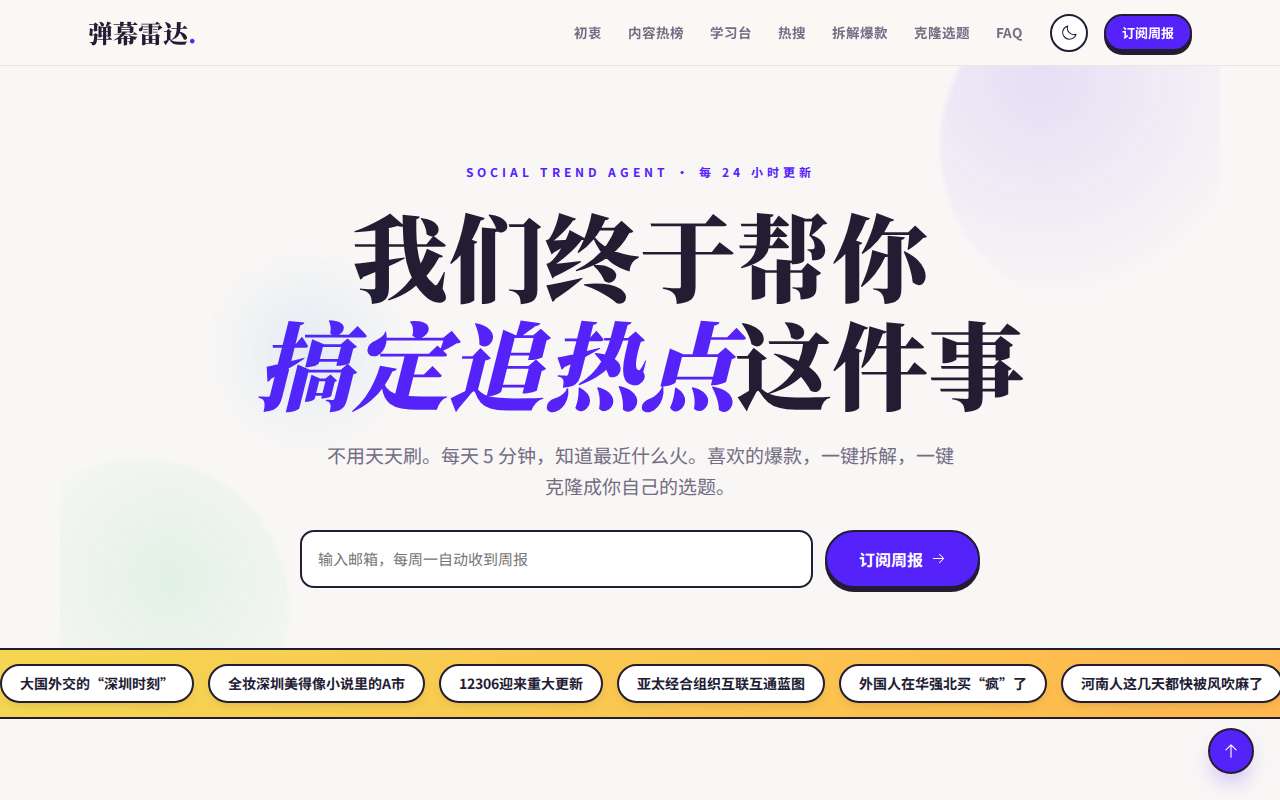 弹幕雷达.
初衷 内容热榜 学习台 热搜 拆解爆款 克隆选题 FAQ 订阅周报
SOCIAL TREND AGENT · 每 24 小时更新
我们终于帮你
搞定追热点这件事
不用天天刷。每天 5 分钟，知道最近什么火。喜欢的爆款，一键拆解，一键
克隆成你自己的选题。
输入邮箱，每周一自动收到周报 订阅周报 →
大国外交的“深圳时刻” 全妆深圳美得像小说里的A市 12306迎来重大更新 亚太经合组织互联互通蓝图 外国人在华强北买“疯”了 河南人这几天都快被风吹麻了